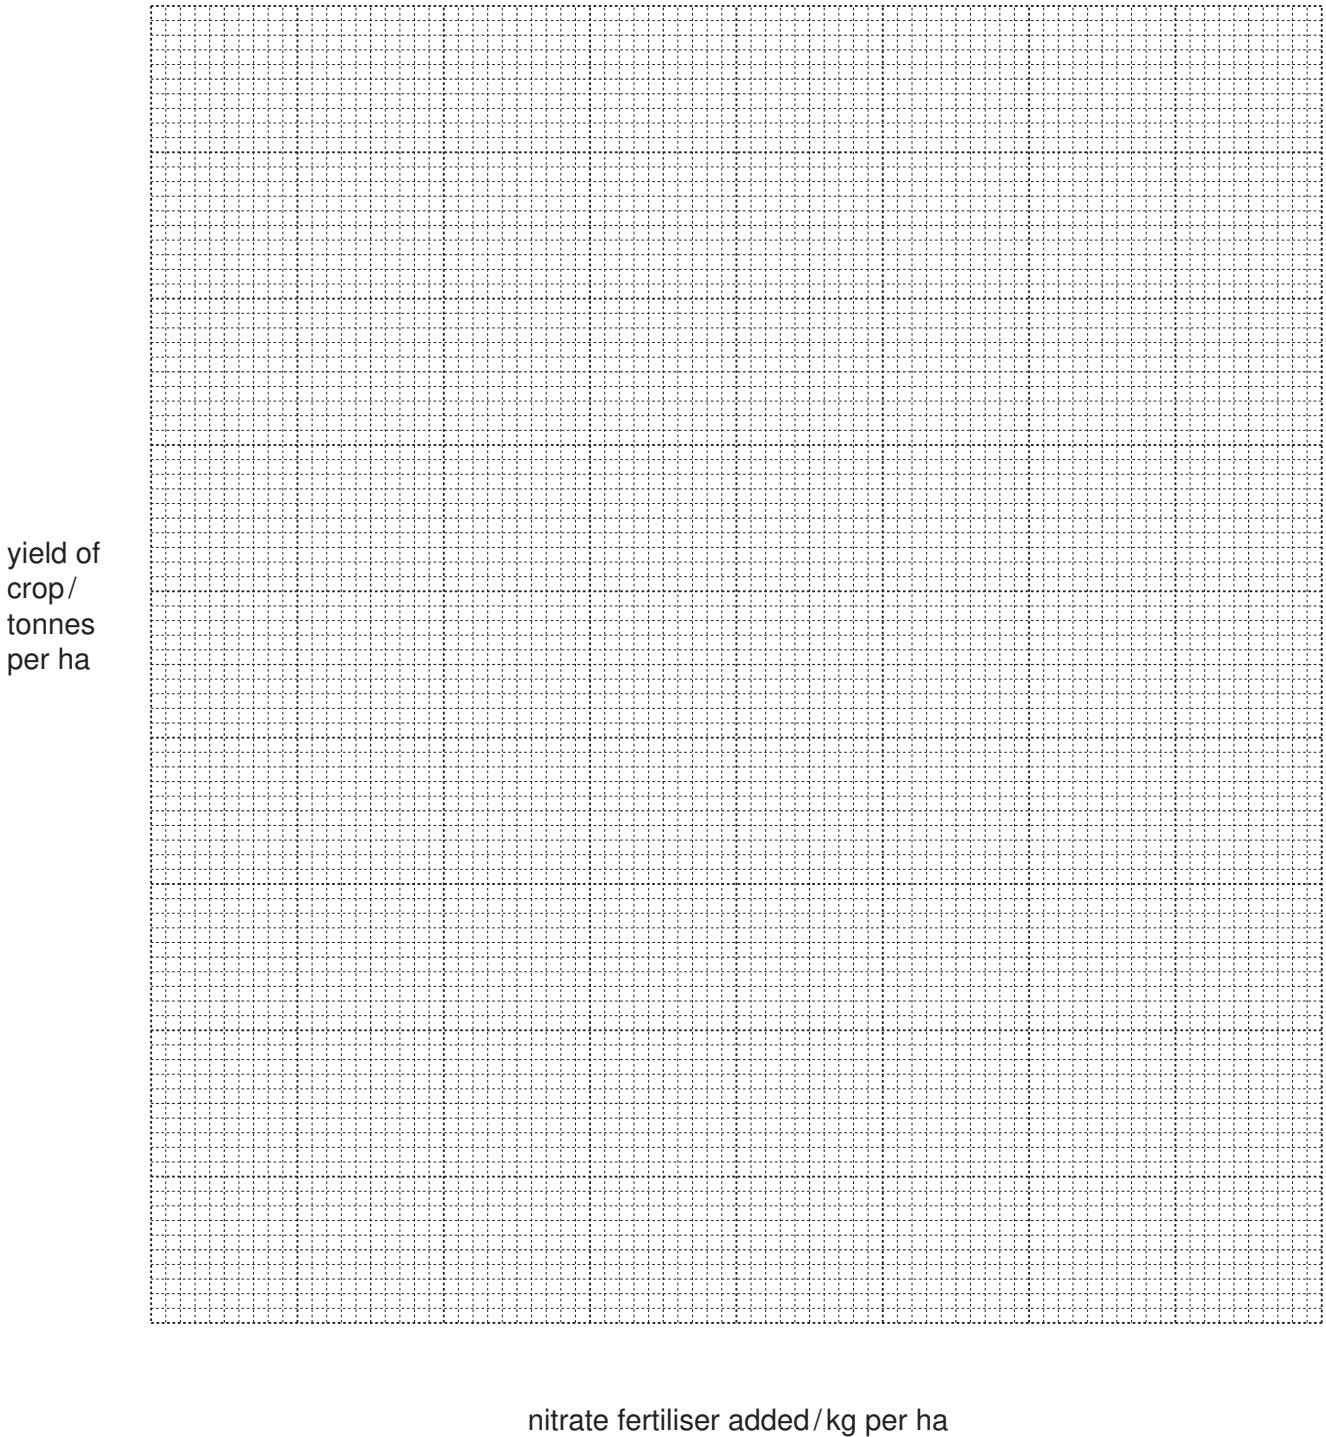 yield of
crop/
tonnes
per ha
nitrate fertiliser added/kg per ha